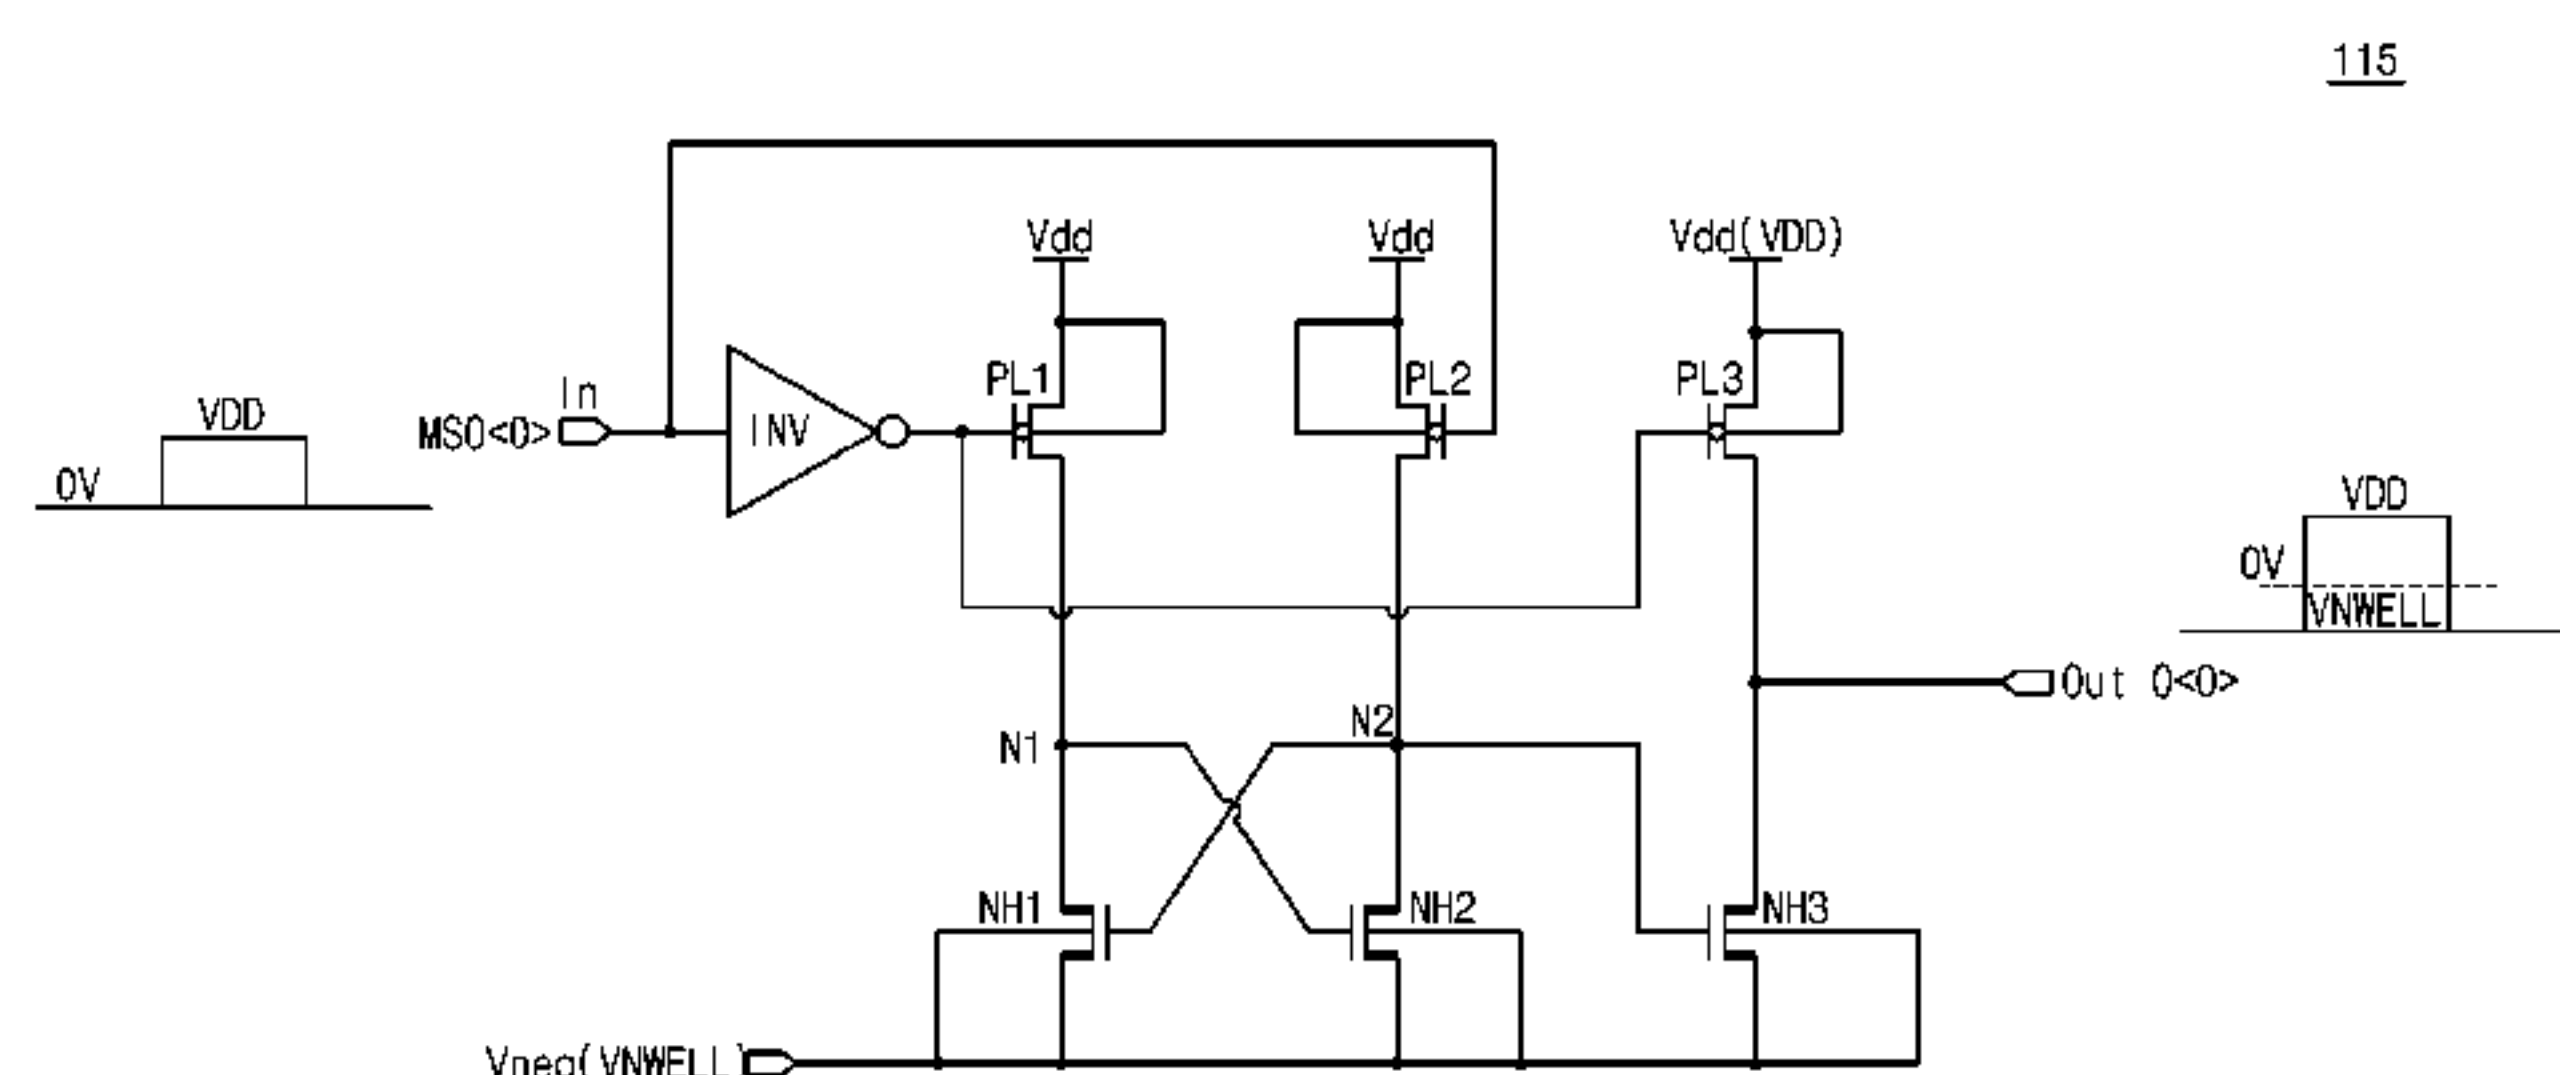 115
Vdd
Vdd
Vdd(VDD)
VDD
0V
MS0<0>
In
INV
PL1
PL2
PL3
VDD
0V
VNWELL
Out 0<0>
N1
N2
NH1
NH2
NH3
Vneg(VNWELL)